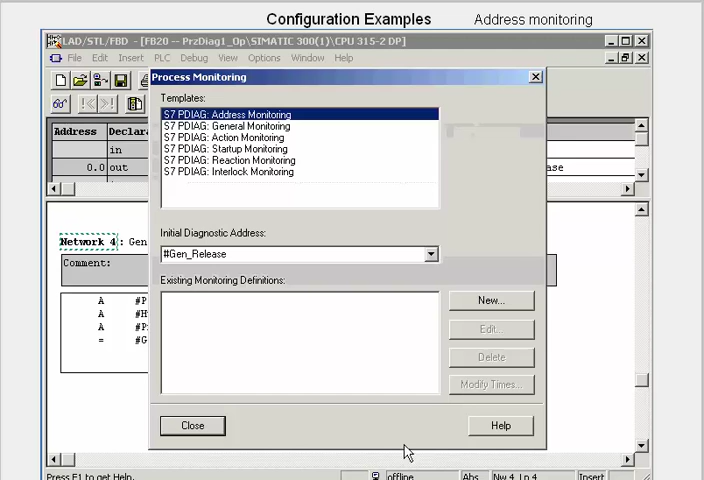 Configuration Examples Address monitoring
LAD/STL/FBD - [FB20 -- PrzDiag1_Op\SIMATIC 300(1)\CPU 315-2 DP]
File Edit Insert PLC Debug View Options Window Help
Process Monitoring
Templates:
S7 PDIAG: Address Monitoring
S7 PDIAG: General Monitoring
S7 PDIAG: Action Monitoring
S7 PDIAG: Startup Monitoring
S7 PDIAG: Reaction Monitoring
S7 PDIAG: Interlock Monitoring
Address Declara
in
0.0 out
ase
Initial Diagnostic Address:
#Gen_Release
Network 4 : Gen
Comment:
Existing Monitoring Definitions:
A #P
A #H
A #P
= #G
New...
Edit...
Delete
Modify Times...
Close Help
Press F1 to get Help. offline Abs Nw 4 Ln 4 Insert